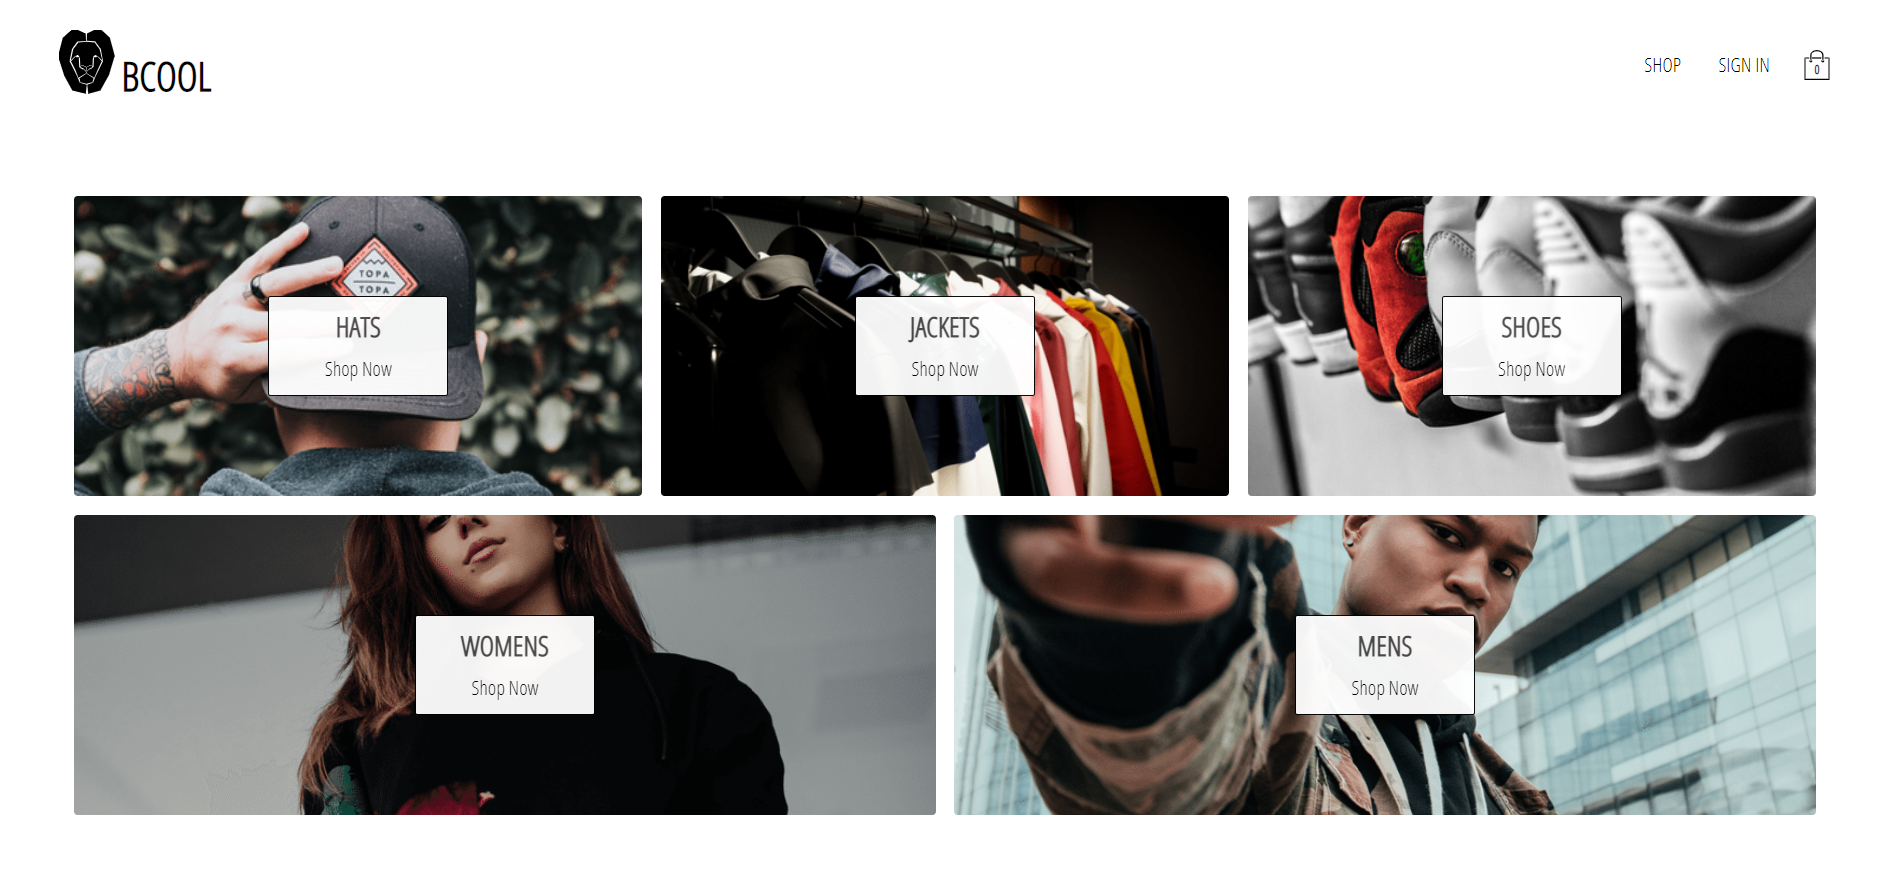 BCOOL
SHOP
SIGN IN
0
TOPA
TOPA
HATS
Shop Now
JACKETS
Shop Now
SHOES
Shop Now
WOMENS
Shop Now
MENS
Shop Now